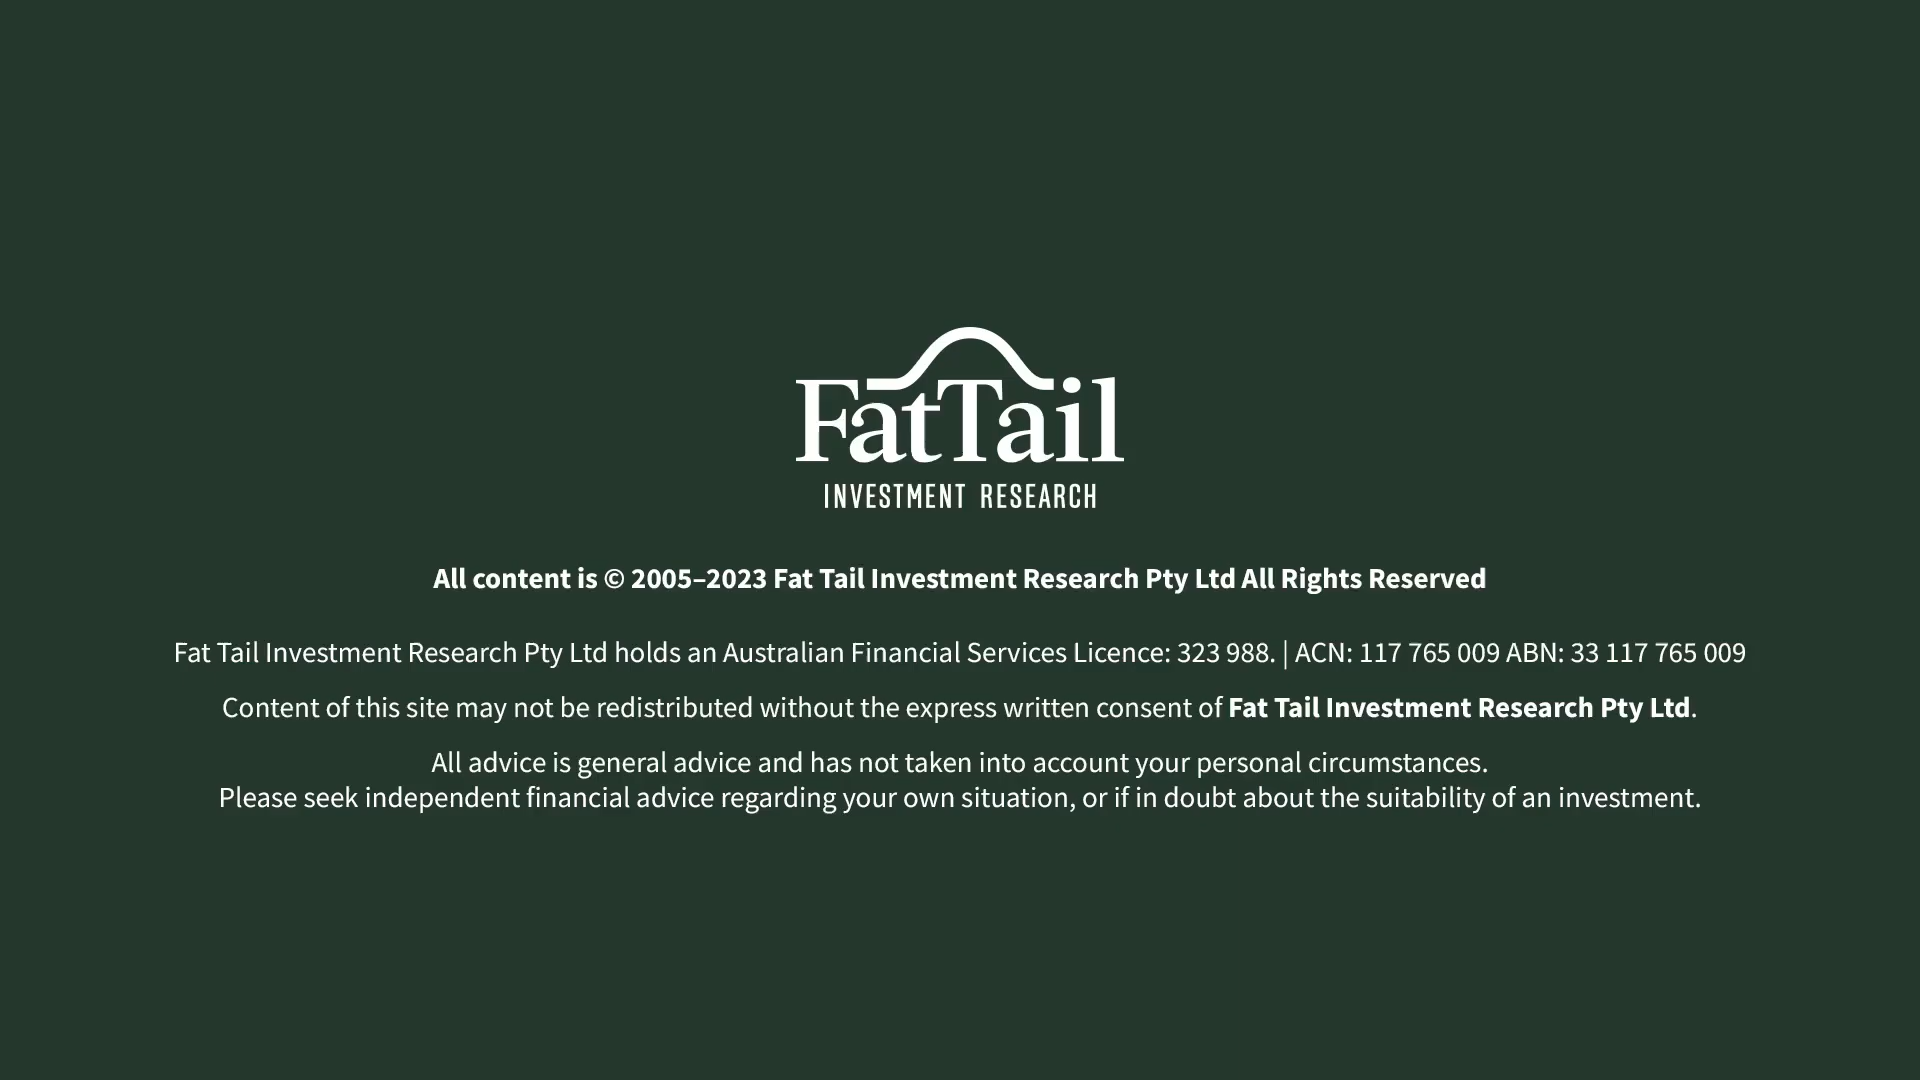 FatTail
INVESTMENT RESEARCH
All content is © 2005–2023 Fat Tail Investment Research Pty Ltd All Rights Reserved
Fat Tail Investment Research Pty Ltd holds an Australian Financial Services Licence: 323 988. | ACN: 117 765 009 ABN: 33 117 765 009
Content of this site may not be redistributed without the express written consent of Fat Tail Investment Research Pty Ltd.
All advice is general advice and has not taken into account your personal circumstances.
Please seek independent financial advice regarding your own situation, or if in doubt about the suitability of an investment.